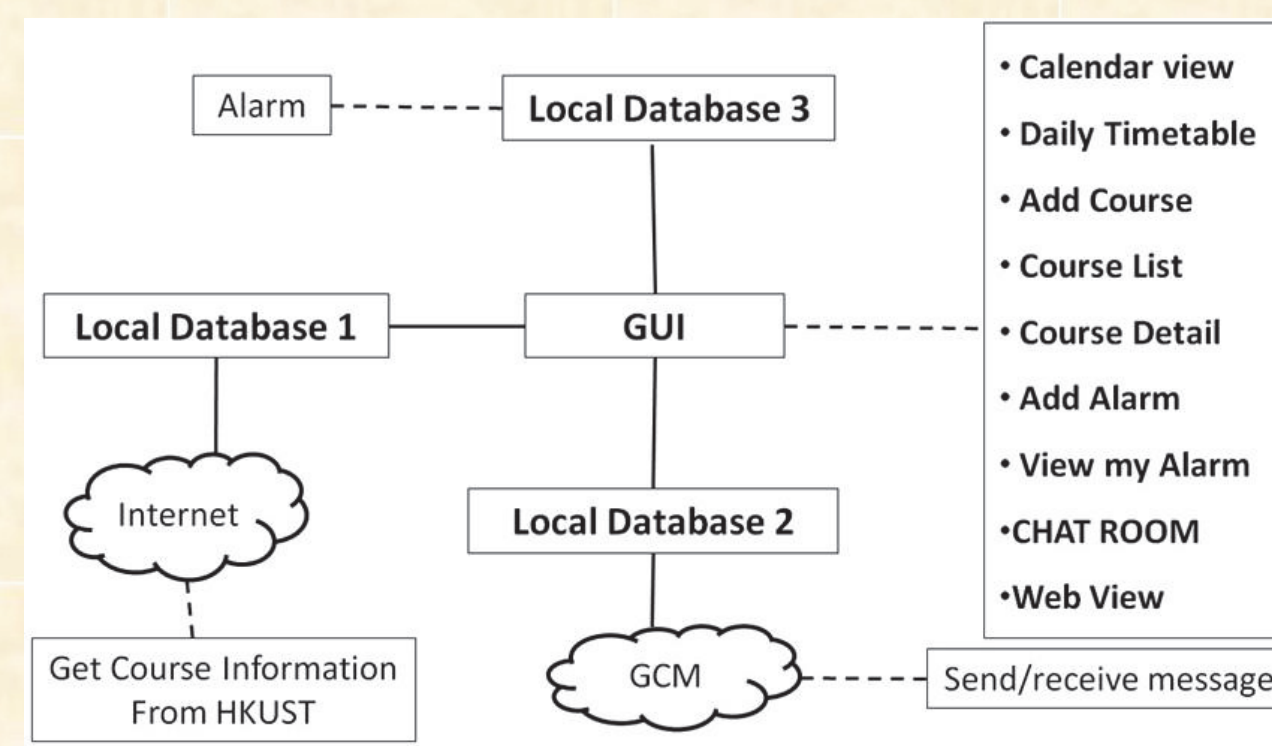 Alarm
Local Database 3
Local Database 1
GUI
Internet
Local Database 2
Get Course Information
From HKUST
GCM
Send/receive message
• Calendar view
• Daily Timetable
• Add Course
• Course List
• Course Detail
• Add Alarm
• View my Alarm
•CHAT ROOM
•Web View